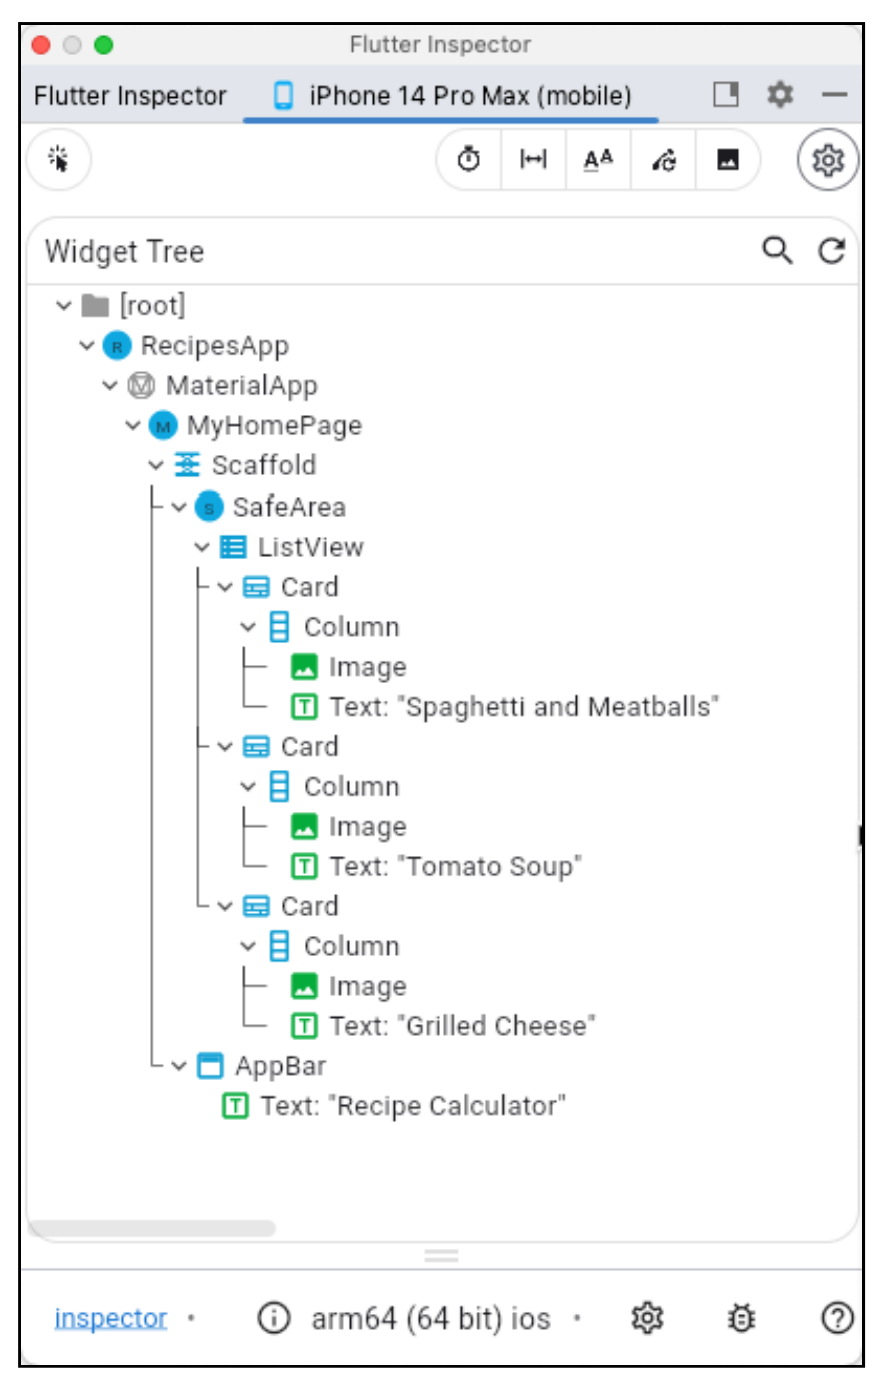 Flutter Inspector
Flutter Inspector iPhone 14 Pro Max (mobile)
AA
Widget Tree
[root]
R RecipesApp
MaterialApp
M MyHomePage
Scaffold
S SafeArea
ListView
Card
Column
Image
T Text: "Spaghetti and Meatballs"
Card
Column
Image
T Text: "Tomato Soup"
Card
Column
Image
T Text: "Grilled Cheese"
AppBar
T Text: "Recipe Calculator"
inspector • arm64 (64 bit) ios •